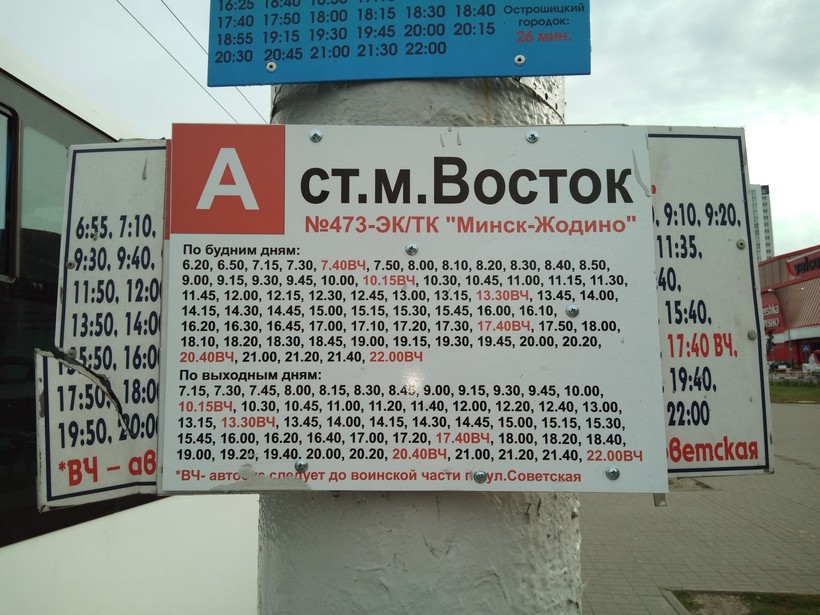 16:25 16:40
17:40 17:50 18:00 18:15 18:30 18:40
18:55 19:15 19:30 19:45 20:00 20:15
20:30 20:45 21:00 21:30 22:00
Острошицкий
городок:
26 мин.
А
ст.м.Восток
№473-ЭК/ТК "Минск-Жодино"
По будним дням:
6.20, 6.50, 7.15, 7.30, 7.40ВЧ, 7.50, 8.00, 8.10, 8.20, 8.30, 8.40, 8.50,
9.00, 9.15, 9.30, 9.45, 10.00, 10.15ВЧ, 10.30, 10.45, 11.00, 11.15, 11.30,
11.45, 12.00, 12.15, 12.30, 12.45, 13.00, 13.15, 13.30ВЧ, 13.45, 14.00,
14.15, 14.30, 14.45, 15.00, 15.15, 15.30, 15.45, 16.00, 16.10,
16.20, 16.30, 16.45, 17.00, 17.10, 17.20, 17.30, 17.40ВЧ, 17.50, 18.00,
18.10, 18.20, 18.30, 18.45, 19.00, 19.15, 19.30, 19.45, 20.00, 20.20,
20.40ВЧ, 21.00, 21.20, 21.40, 22.00ВЧ
По выходным дням:
7.15, 7.30, 7.45, 8.00, 8.15, 8.30, 8.45, 9.00, 9.15, 9.30, 9.45, 10.00,
10.15ВЧ, 10.30, 10.45, 11.00, 11.20, 11.40, 12.00, 12.20, 12.40, 13.00,
13.15, 13.30ВЧ, 13.45, 14.00, 14.15, 14.30, 14.45, 15.00, 15.15, 15.30,
15.45, 16.00, 16.20, 16.40, 17.00, 17.20, 17.40ВЧ, 18.00, 18.20, 18.40,
19.00, 19.20, 19.40, 20.00, 20.20, 20.40ВЧ, 21.00, 21.20, 21.40, 22.00ВЧ
*ВЧ- автобус следует до воинской части по ул.Советская
6:55, 7:10,
9:30, 9:40,
11:50, 12:00
13:50, 14:00
15:50, 16:00
17:50, 18:00
19:50, 20:00
*ВЧ – ав
9:10, 9:20,
11:35,
:40,
15:40,
17:40 ВЧ,
19:40,
22:00
оветская